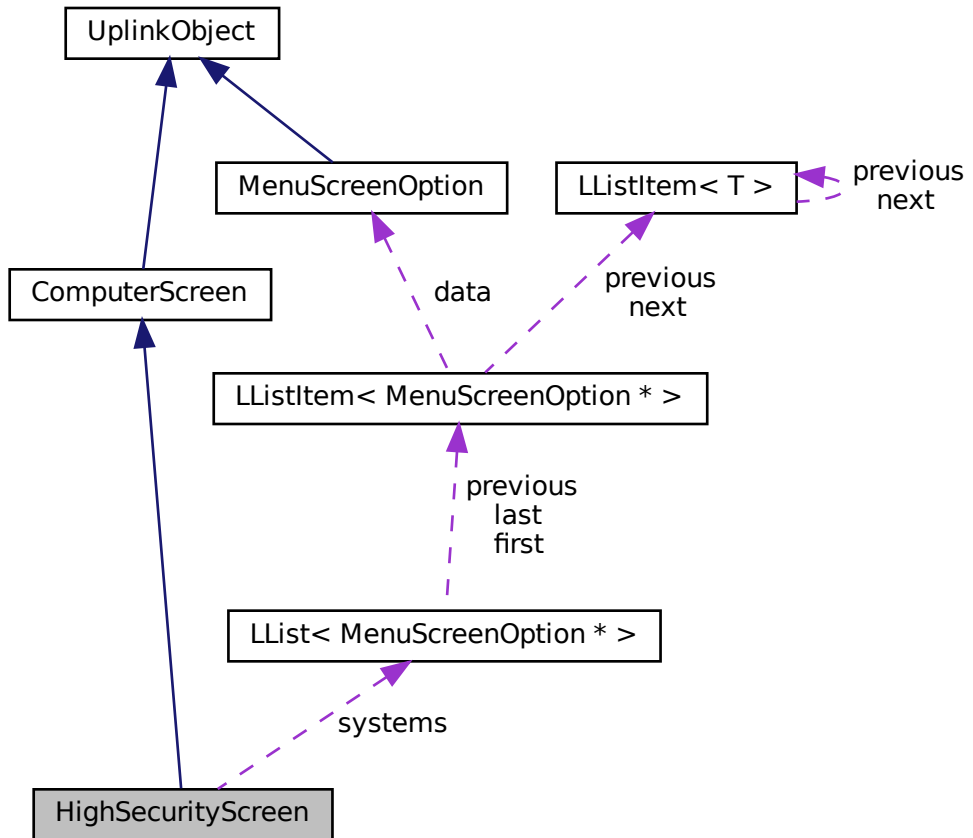 UplinkObject
MenuScreenOption
LListItem< T >
previous
next
ComputerScreen
data
previous
next
LListItem< MenuScreenOption * >
previous
last
first
LList< MenuScreenOption * >
systems
HighSecurityScreen